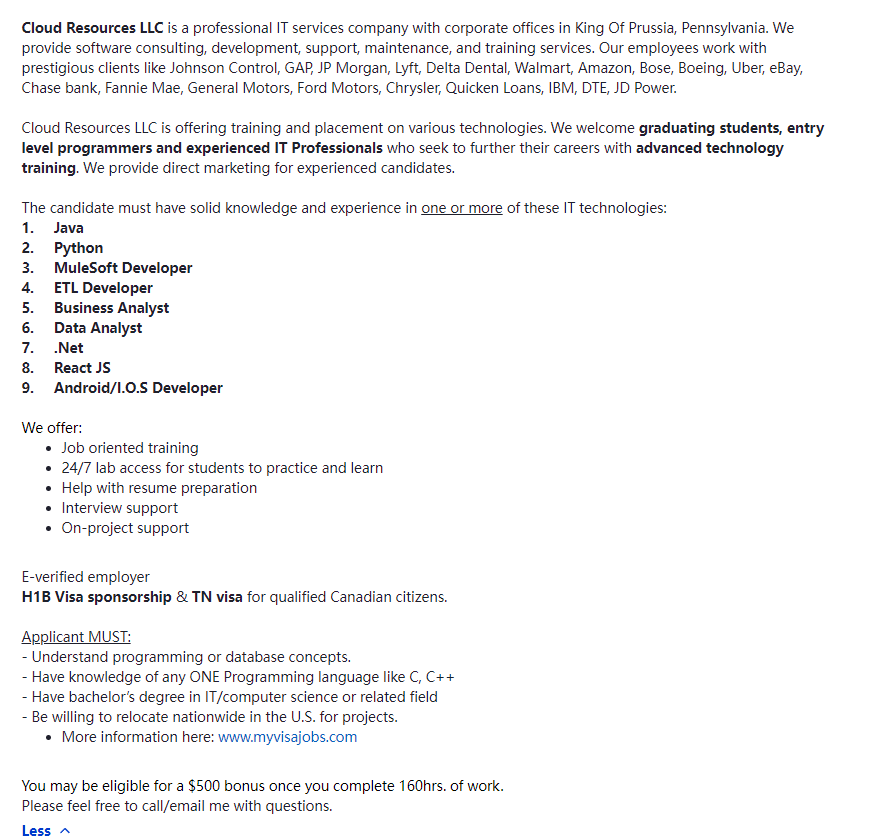 Cloud Resources LLC is a professional IT services company with corporate offices in King Of Prussia, Pennsylvania. We
provide software consulting, development, support, maintenance, and training services. Our employees work with
prestigious clients like Johnson Control, GAP, JP Morgan, Lyft, Delta Dental, Walmart, Amazon, Bose, Boeing, Uber, eBay,
Chase bank, Fannie Mae, General Motors, Ford Motors, Chrysler, Quicken Loans, IBM, DTE, JD Power.
Cloud Resources LLC is offering training and placement on various technologies. We welcome graduating students, entry
level programmers and experienced IT Professionals who seek to further their careers with advanced technology
training. We provide direct marketing for experienced candidates.
The candidate must have solid knowledge and experience in one or more of these IT technologies:
1. Java
2. Python
3. MuleSoft Developer
4. ETL Developer
5. Business Analyst
6. Data Analyst
7. .Net
8. React JS
9. Android/I.O.S Developer
We offer:
• Job oriented training
• 24/7 lab access for students to practice and learn
• Help with resume preparation
• Interview support
• On-project support
E-verified employer
H1B Visa sponsorship & TN visa for qualified Canadian citizens.
Applicant MUST:
- Understand programming or database concepts.
- Have knowledge of any ONE Programming language like C, C++
- Have bachelor's degree in IT/computer science or related field
- Be willing to relocate nationwide in the U.S. for projects.
• More information here: www.myvisajobs.com
You may be eligible for a $500 bonus once you complete 160hrs. of work.
Please feel free to call/email me with questions.
Less